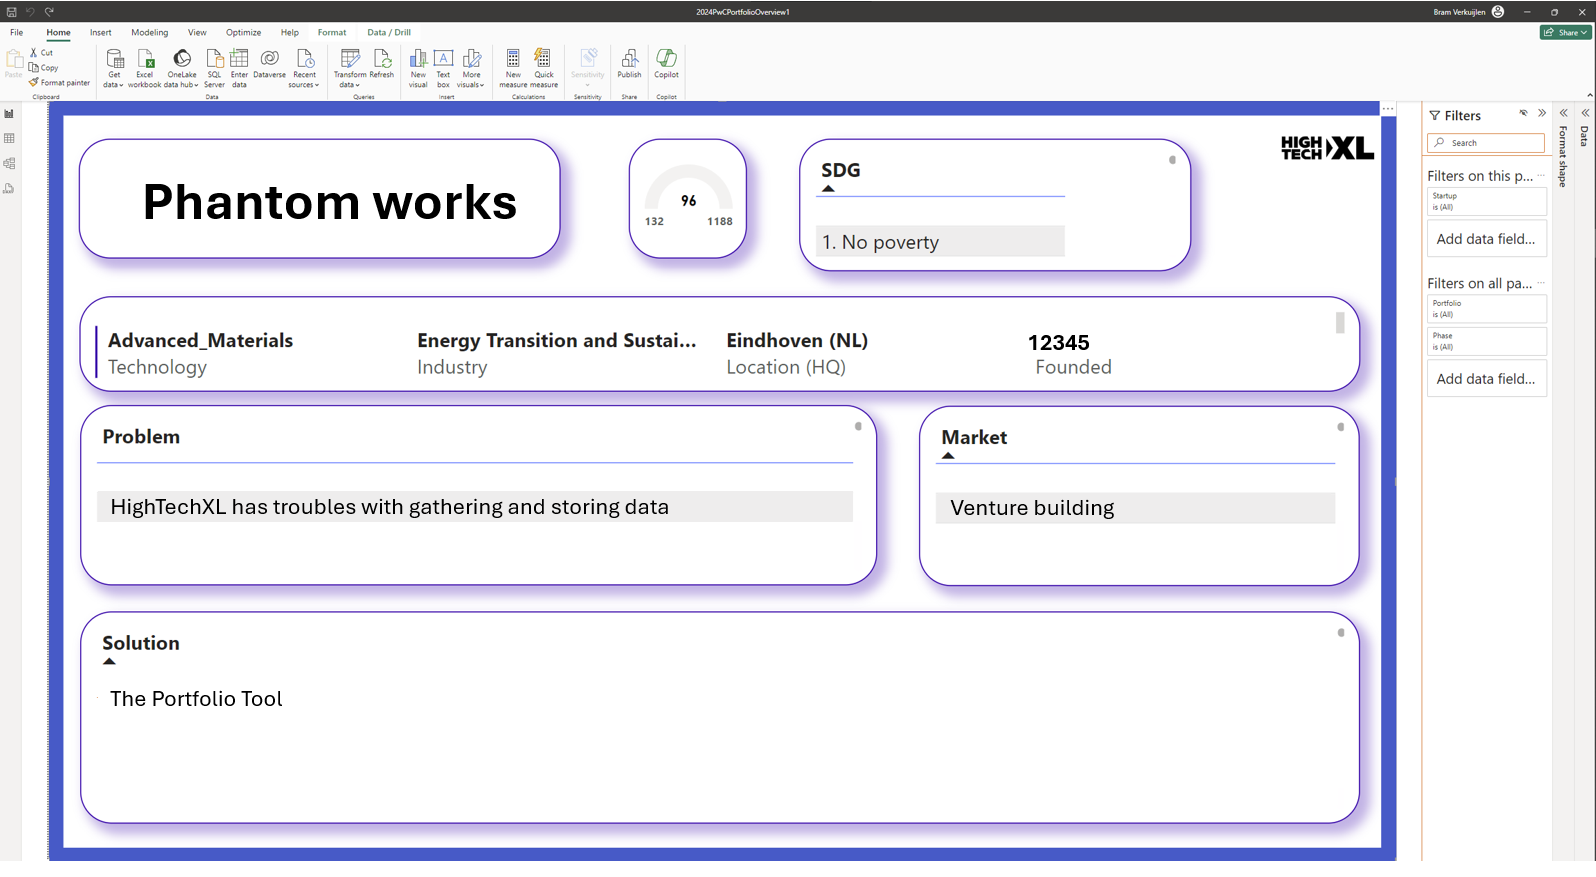 2024PwCPortfolioOverview1
Bram Verkuijlen
File Home Insert Modeling View Optimize Help Format Data / Drill
Share
Paste
Cut
Copy
Format painter
Clipboard
Get data
Excel workbook
OneLake data hub
SQL Server
Enter data
Dataverse
Recent sources
Data
Transform data
Refresh
Queries
New visual
Text box
More visuals
Insert
New measure
Quick measure
Calculations
Sensitivity
Sensitivity
Publish
Share
Copilot
Copilot
Phantom works
96
132 1188
SDG
1. No poverty
HIGH TECH XL
Advanced_Materials
Technology
Energy Transition and Sustai...
Industry
Eindhoven (NL)
Location (HQ)
12345
Founded
Problem
HighTechXL has troubles with gathering and storing data
Market
Venture building
Solution
The Portfolio Tool
Filters
Search
Filters on this p...
Startup
is (All)
Add data field...
Filters on all pa...
Portfolio
is (All)
Phase
is (All)
Add data field...
Format shape
Data